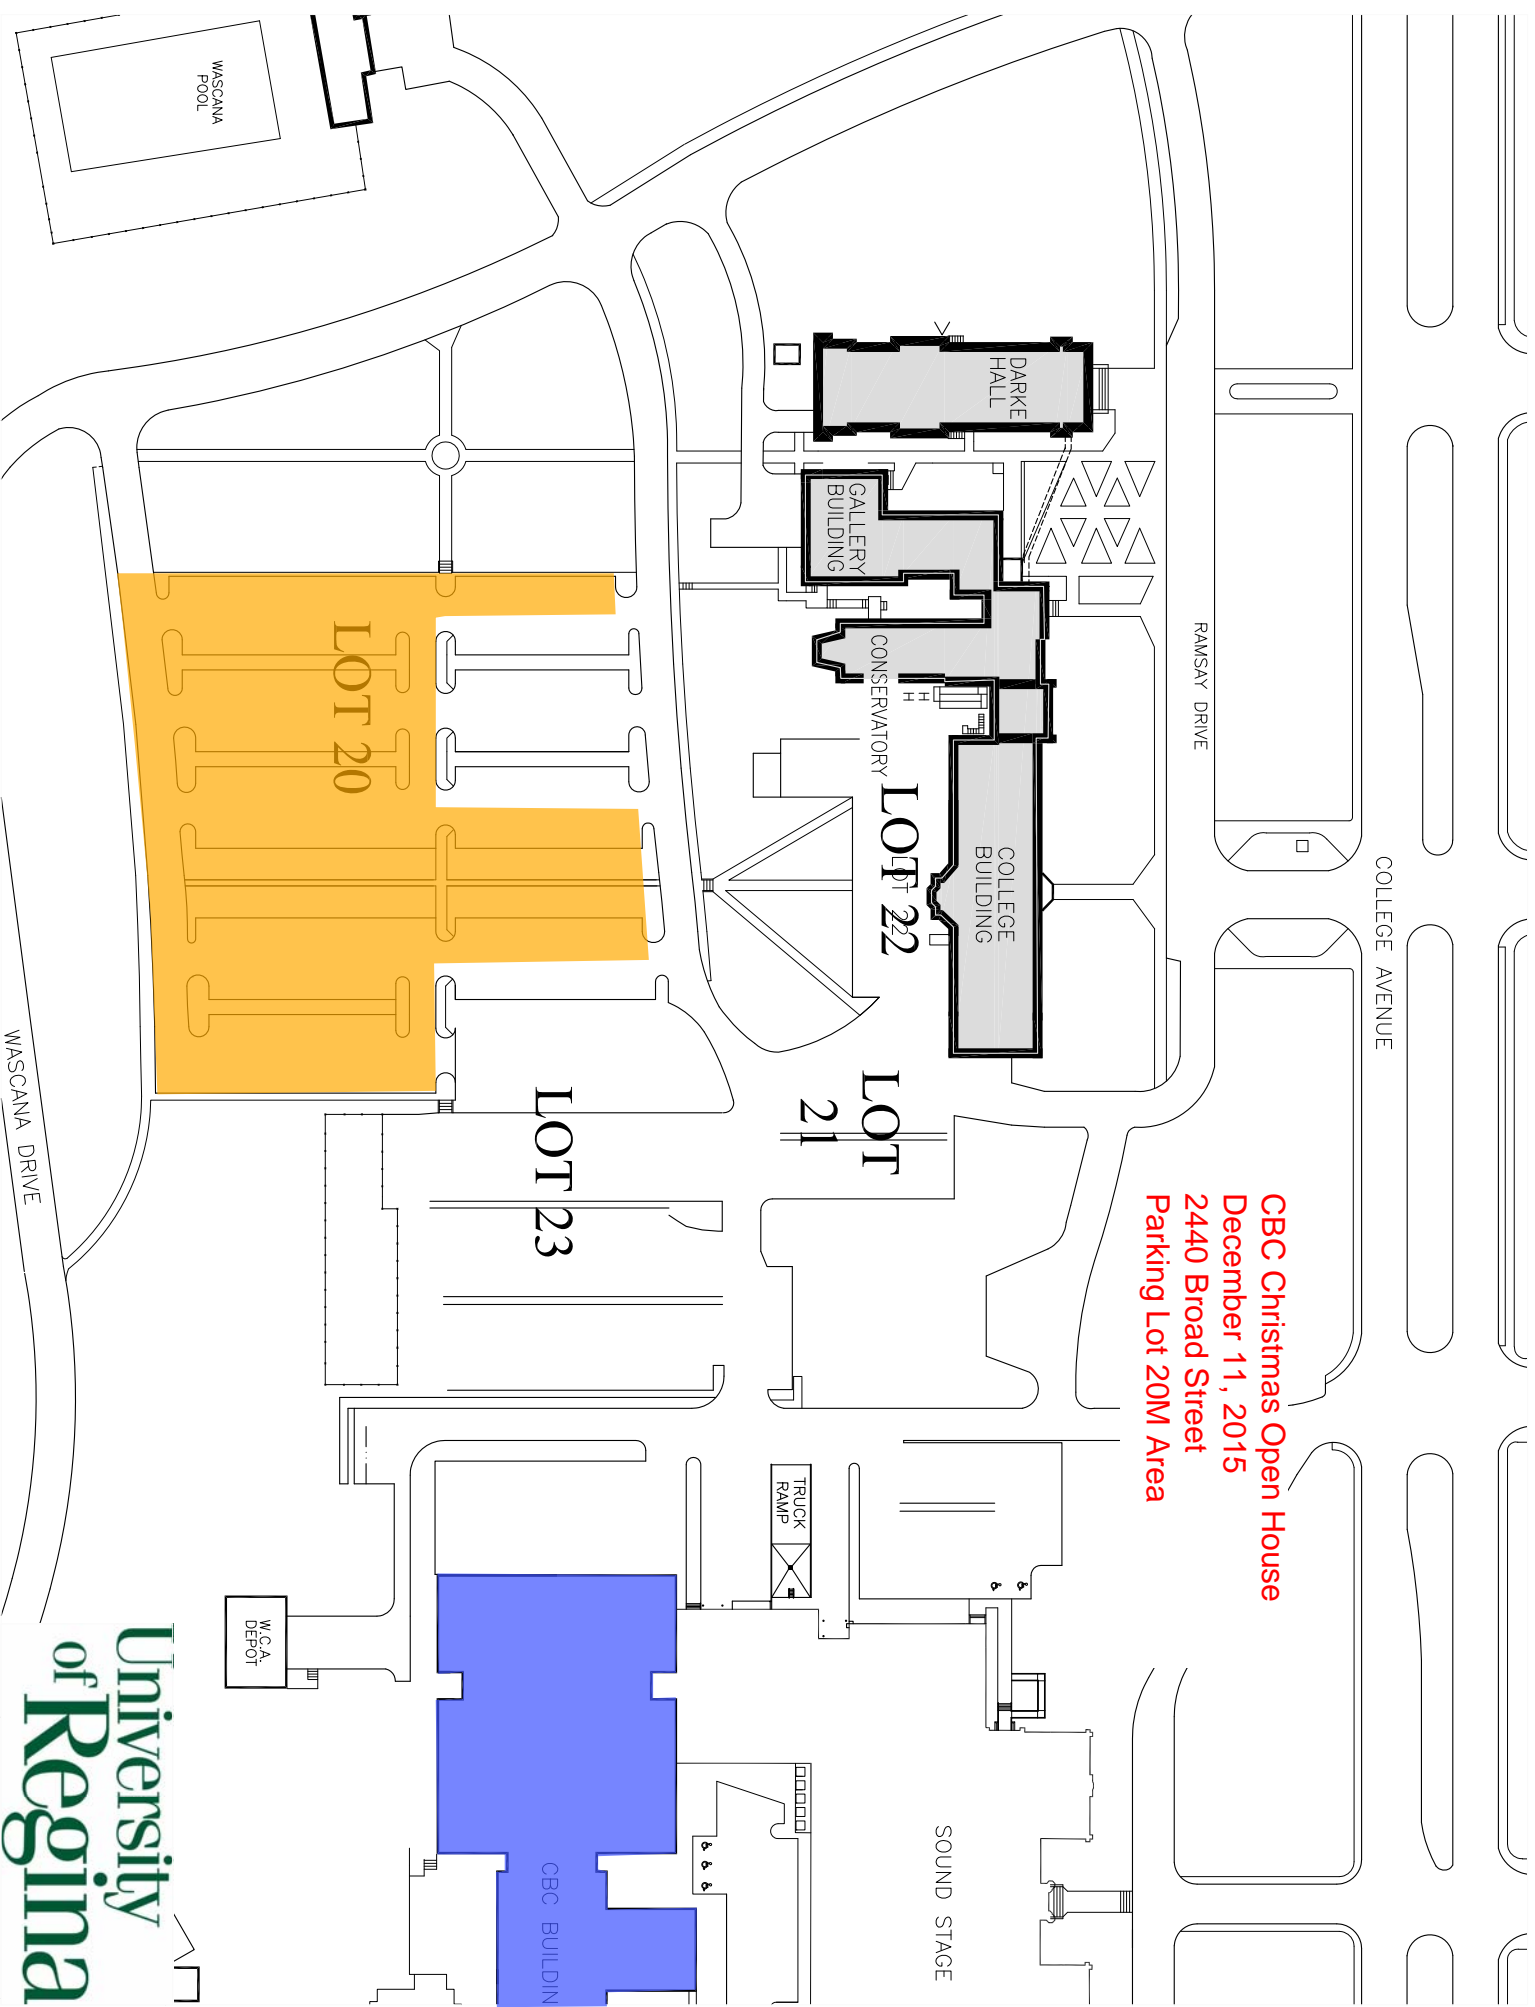 COLLEGE AVENUE
CBC Christmas Open House
December 11, 2015
2440 Broad Street
Parking Lot 20M Area
RAMSAY DRIVE
DARKE
HALL
COLLEGE
BUILDING
GALLERY
BUILDING
CONSERVATORY
H
H
LOT 22
LOT 22
LOT
21
SOUND STAGE
TRUCK
RAMP
LOT 23
CBC BUILDIN
LOT 20
WASCANA
POOL
W.C.A.
DEPOT
WASCANA DRIVE
University
of Regina